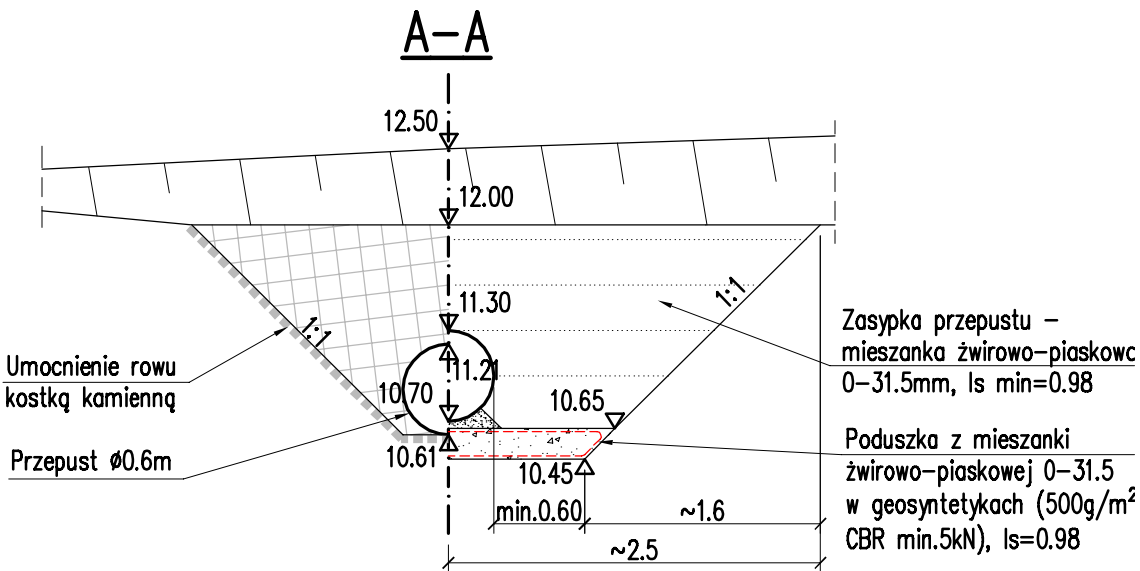 A-A
12.50
12.00
11.30
1:1
1:1
Zasypka przepustu -
mieszanka żwirowo-piaskowa
0-31.5mm, Is min=0.98
Umocnienie rowu
kostką kamienną
11.21
10.70
10.65
Przepust ø0.6m
10.61
10.45
Poduszka z mieszanki
żwirowo-piaskowej 0-31.5
w geosyntetykach (500g/m²
CBR min.5kN), Is=0.98
min.0.60
~1.6
~2.5